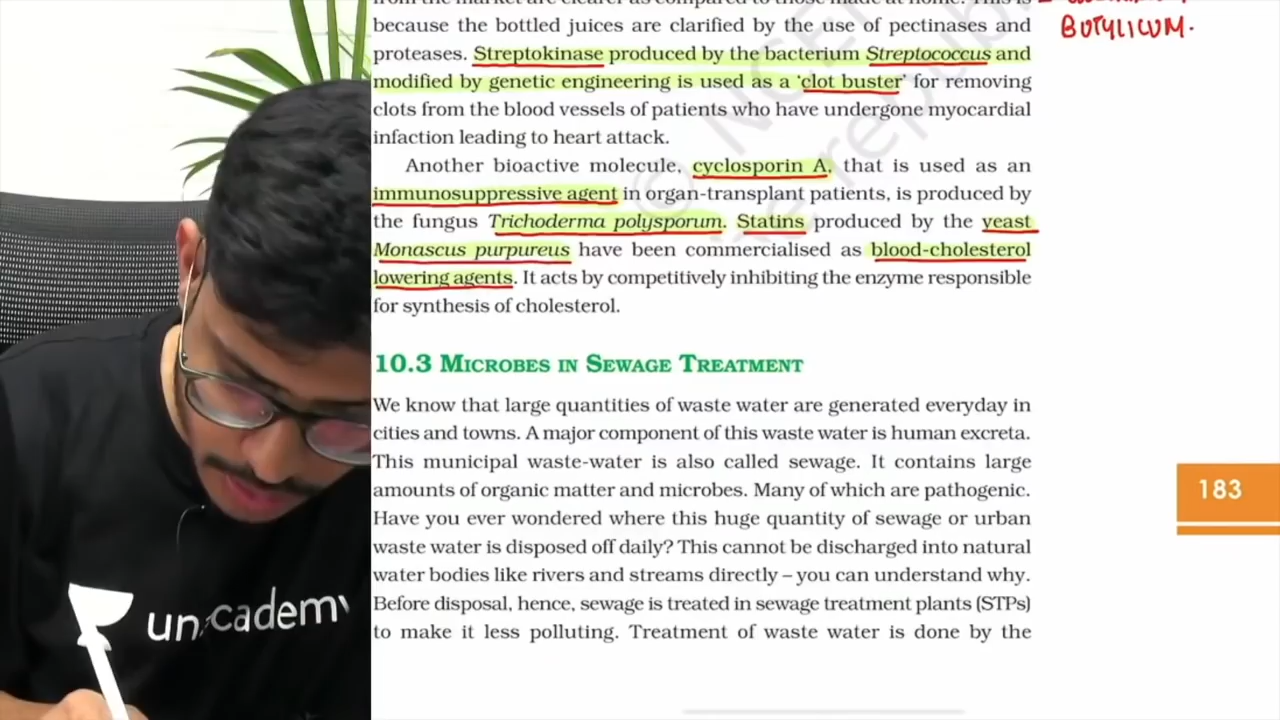 because the bottled juices are clarified by the use of pectinases and
proteases. Streptokinase produced by the bacterium Streptococcus and
modified by genetic engineering is used as a ‘clot buster’ for removing
clots from the blood vessels of patients who have undergone myocardial
infaction leading to heart attack.
Another bioactive molecule, cyclosporin A, that is used as an
immunosuppressive agent in organ-transplant patients, is produced by
the fungus Trichoderma polysporum. Statins produced by the yeast
Monascus purpureus have been commercialised as blood-cholesterol
lowering agents. It acts by competitively inhibiting the enzyme responsible
for synthesis of cholesterol.
10.3 MICROBES IN SEWAGE TREATMENT
We know that large quantities of waste water are generated everyday in
cities and towns. A major component of this waste water is human excreta.
This municipal waste-water is also called sewage. It contains large
amounts of organic matter and microbes. Many of which are pathogenic.
Have you ever wondered where this huge quantity of sewage or urban
waste water is disposed off daily? This cannot be discharged into natural
water bodies like rivers and streams directly – you can understand why.
Before disposal, hence, sewage is treated in sewage treatment plants (STPs)
to make it less polluting. Treatment of waste water is done by the
BOTYLICUM.
183
unacademy